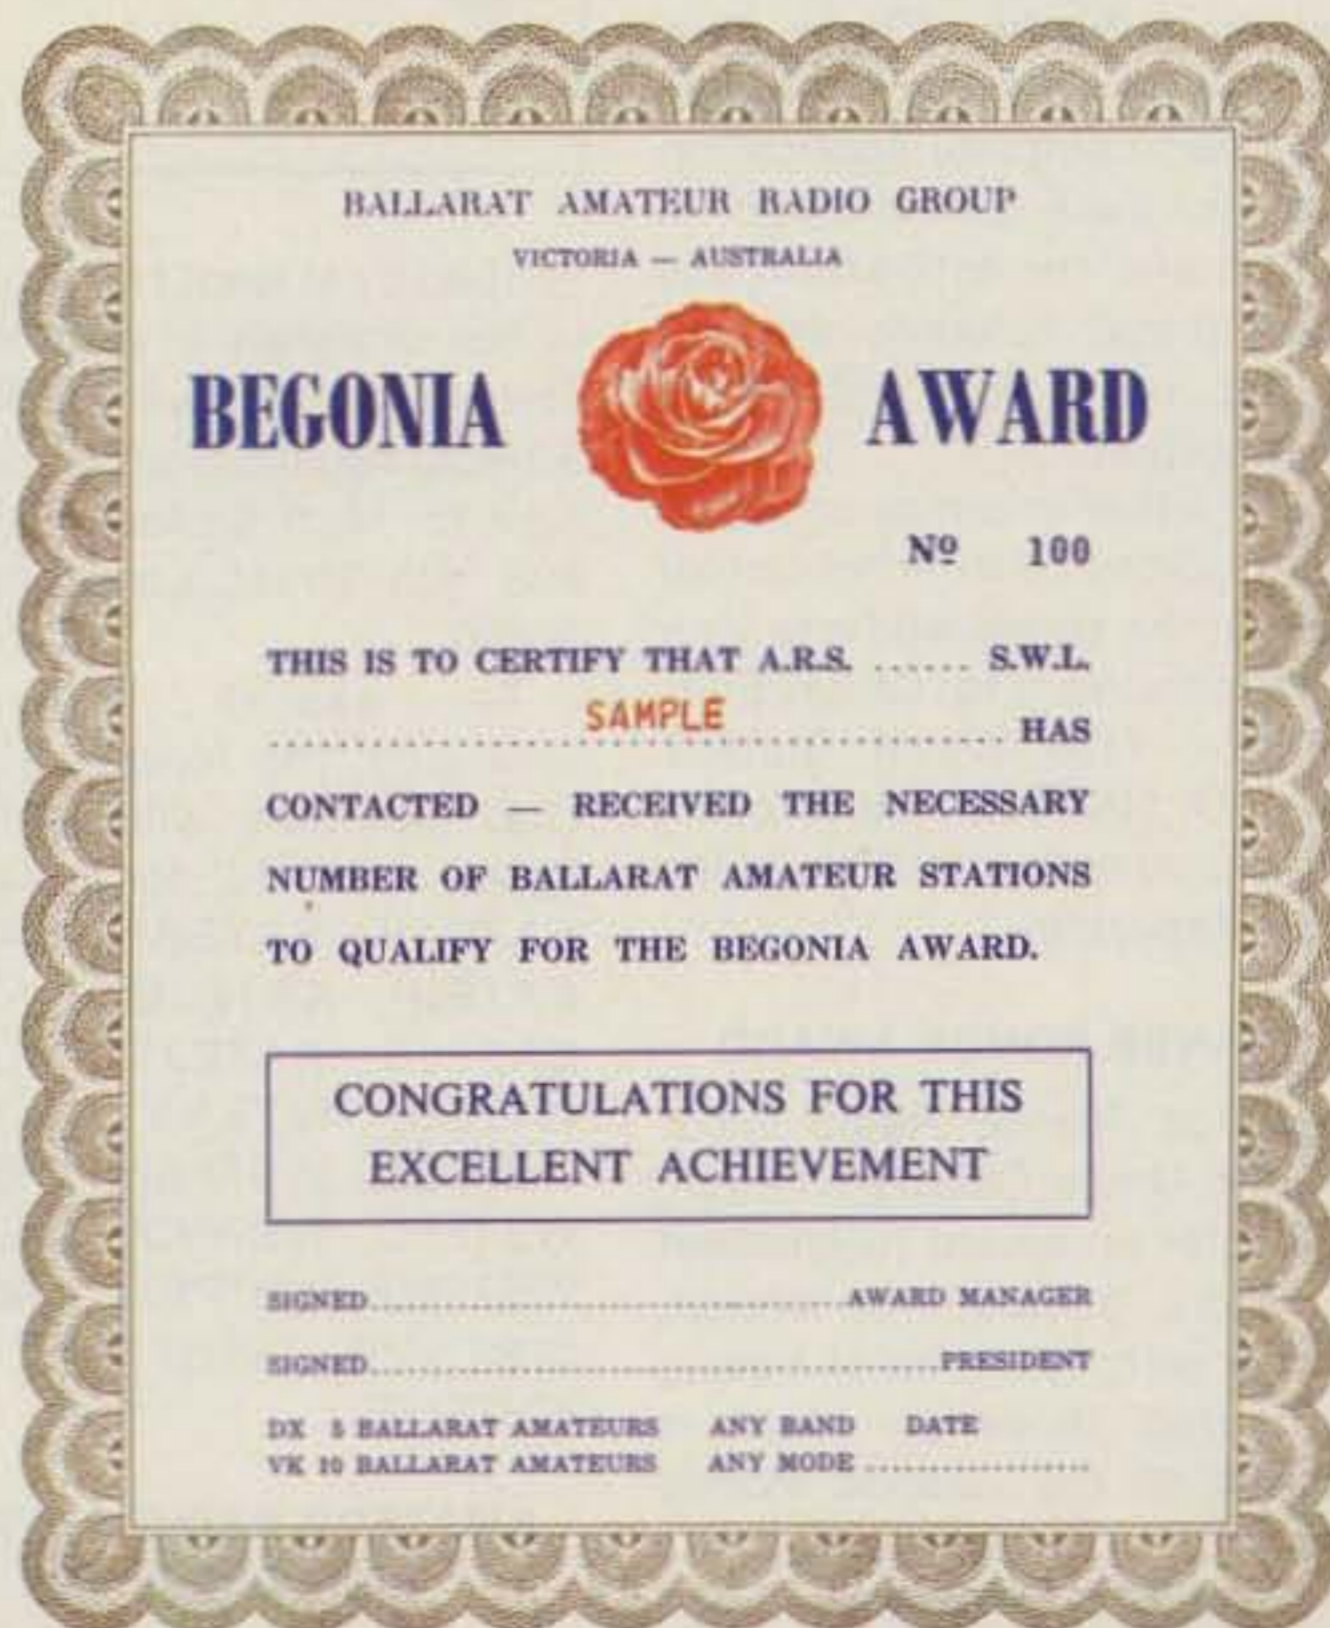 BALLARAT AMATEUR RADIO GROUP
VICTORIA — AUSTRALIA
BEGONIA AWARD
Nº 100
THIS IS TO CERTIFY THAT A.R.S. ...... S.W.L.
SAMPLE HAS
CONTACTED — RECEIVED THE NECESSARY
NUMBER OF BALLARAT AMATEUR STATIONS
TO QUALIFY FOR THE BEGONIA AWARD.
CONGRATULATIONS FOR THIS
EXCELLENT ACHIEVEMENT
SIGNED........................................AWARD MANAGER
SIGNED................................................PRESIDENT
DX 5 BALLARAT AMATEURS ANY BAND DATE
VK 10 BALLARAT AMATEURS ANY MODE ...................